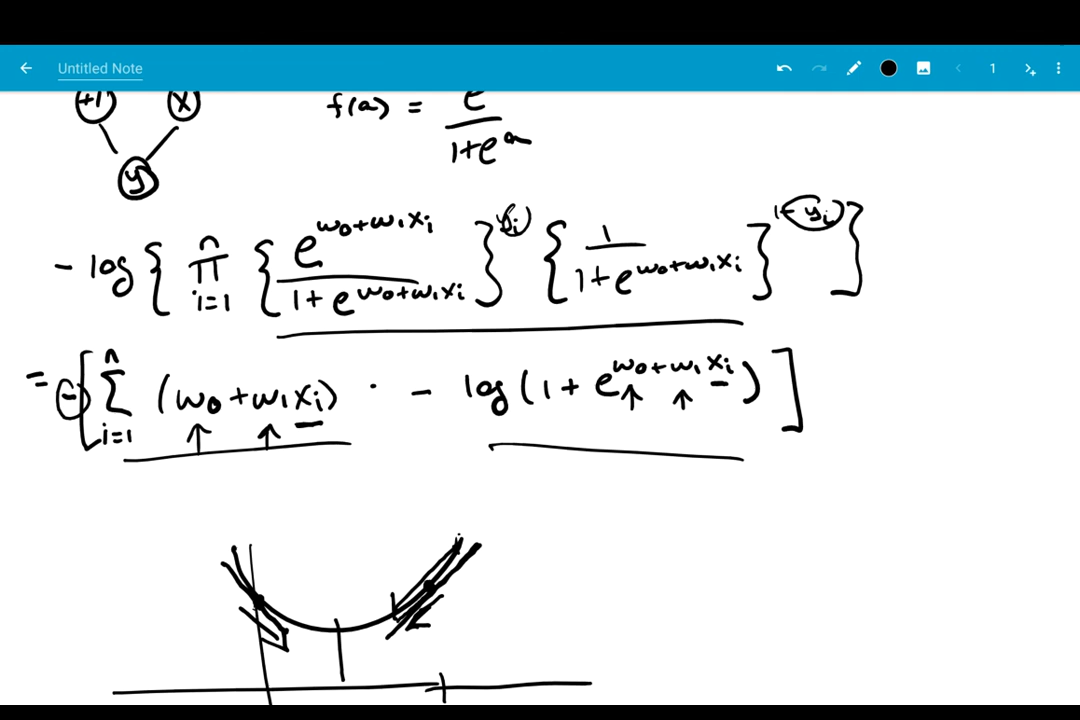 Untitled Note
1
+1 x f(a) = e / 1+e^a
y
- log { ∏_{i=1}^{n} { e^{w0+w1xi} / 1+e^{w0+w1xi} }^{yi} { 1 / 1+e^{w0+w1xi} }^{1-yi} }
= (-) [ ∑_{i=1}^{n} (w0+w1xi) · - log(1+e^{w0+w1xi}) ]